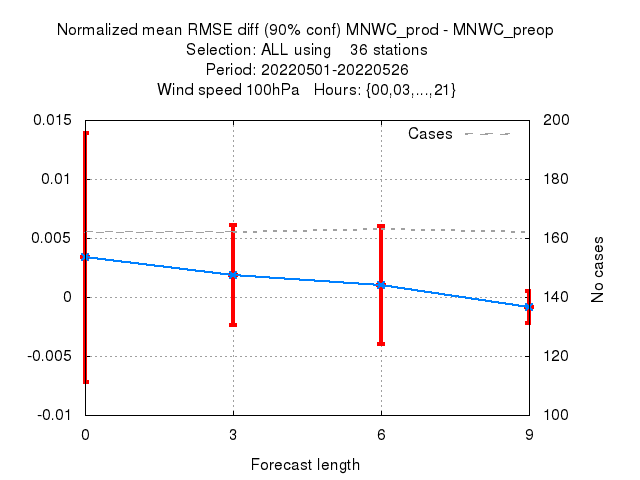 Normalized mean RMSE diff (90% conf) MNWC_prod - MNWC_preop
Selection: ALL using    36 stations
Period: 20220501-20220526
Wind speed 100hPa   Hours: {00,03,...,21}
0.015
0.01
0.005
0
-0.005
-0.01
200
180
160
140
120
100
Cases
No cases
0 3 6 9
Forecast length